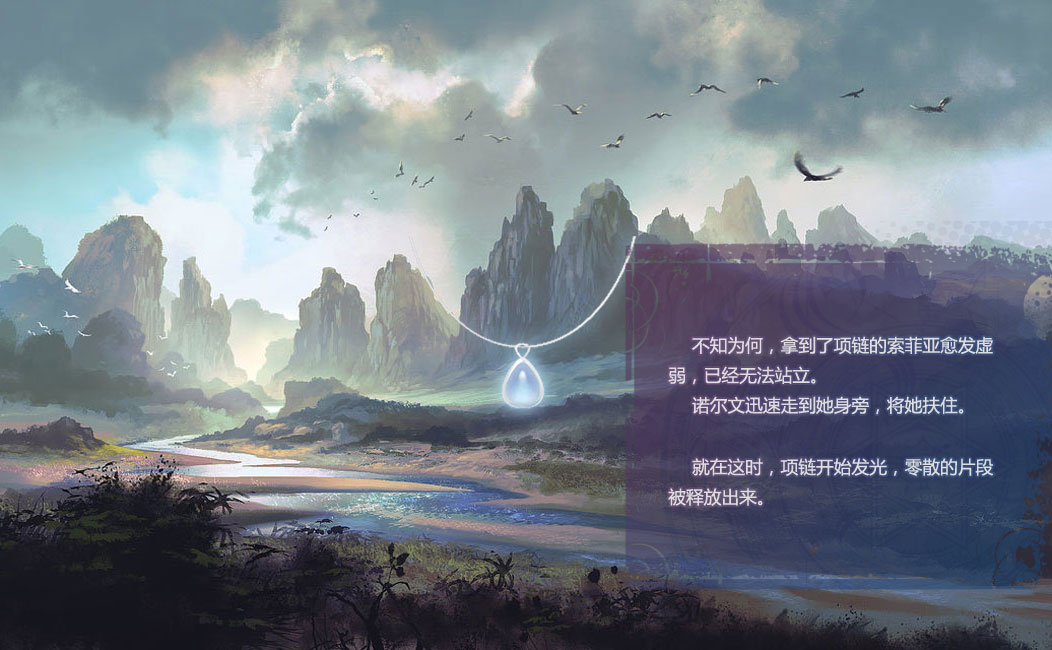 不知为何，拿到了项链的索菲亚愈发虚
弱，已经无法站立。
诺尔文迅速走到她身旁，将她扶住。
就在这时，项链开始发光，零散的片段
被释放出来。